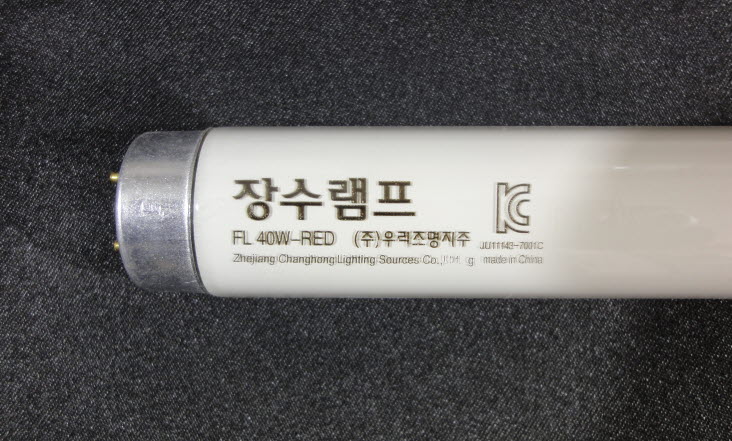 장수램프
FL 40W-RED (주)우리조명지주
JU11143-7001C
Zhejiang Changhong Lighting Sources Co., made in China